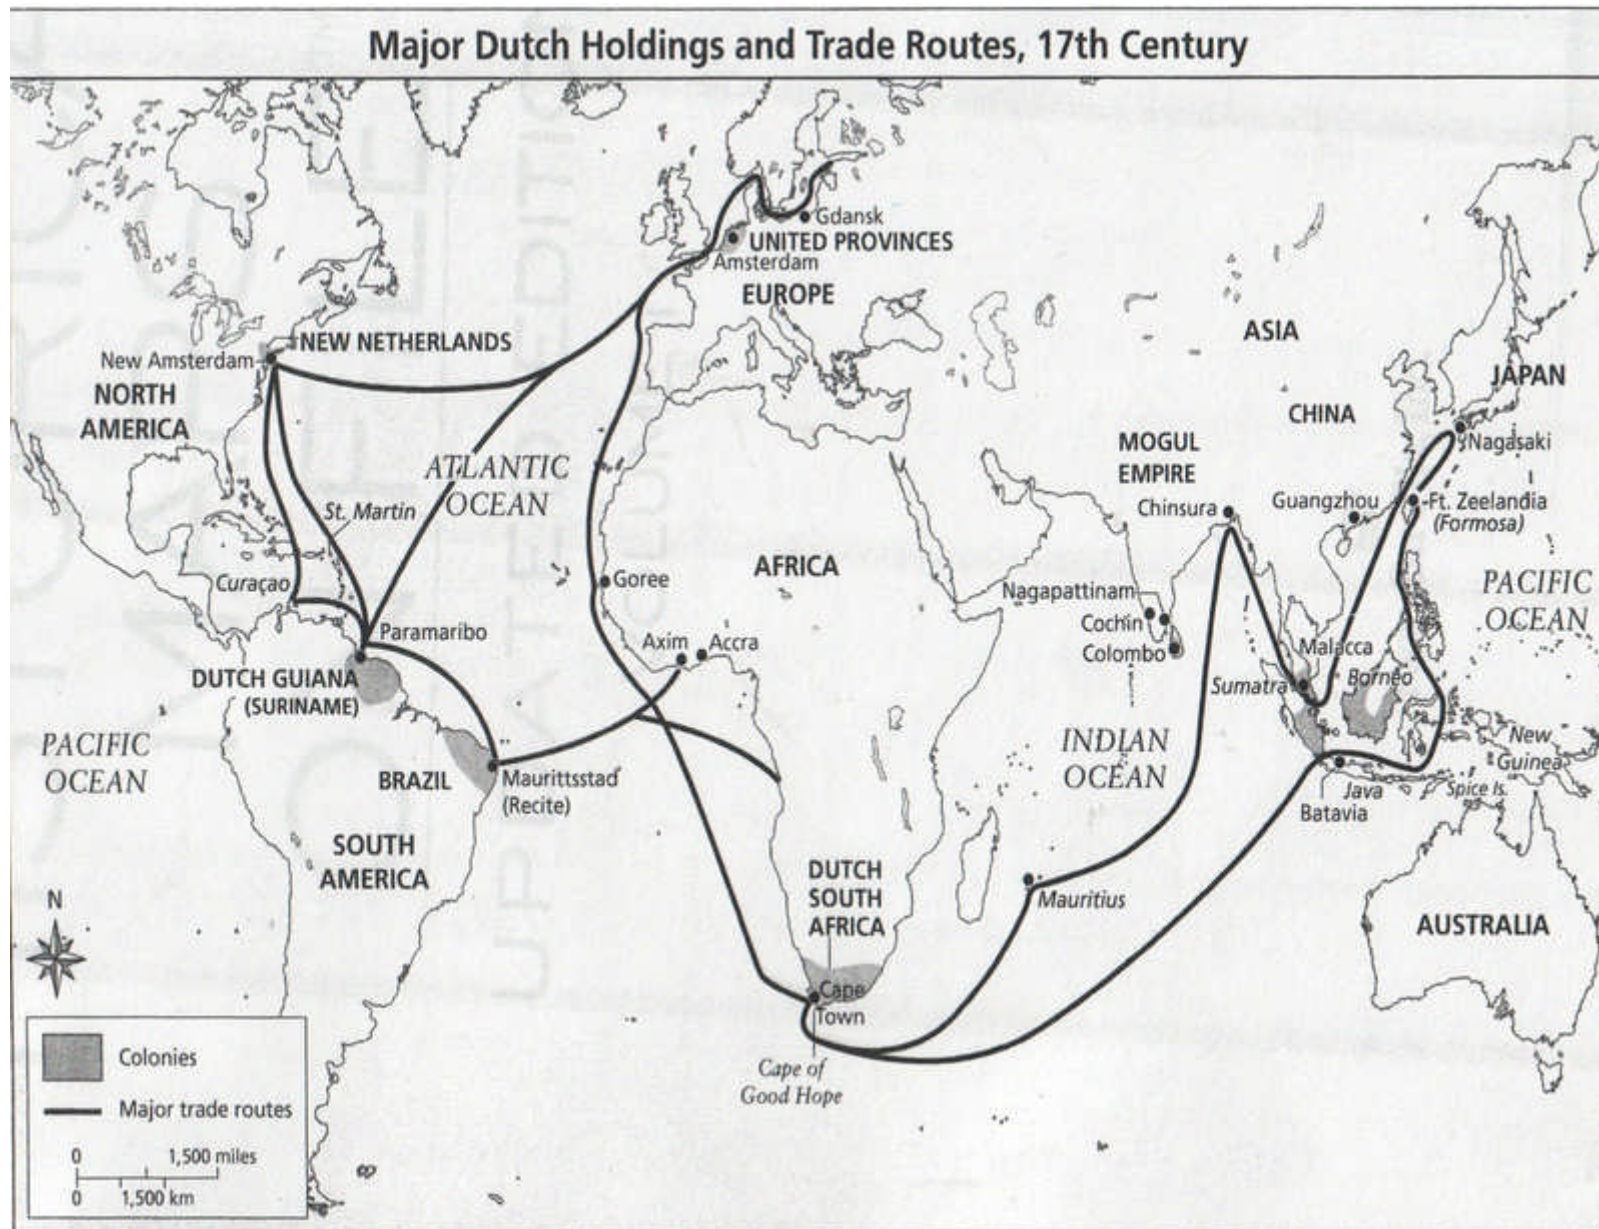 Major Dutch Holdings and Trade Routes, 17th Century
Gdansk
UNITED PROVINCES
Amsterdam
EUROPE
ASIA
NEW NETHERLANDS
New Amsterdam
NORTH
AMERICA
JAPAN
CHINA
Nagasaki
MOGUL
EMPIRE
ATLANTIC
OCEAN
St. Martin
Chinsura
Guangzhou
Ft. Zeelandia
(Formosa)
Curaçao
Goree
AFRICA
Nagapattinam
Cochin
Colombo
PACIFIC
OCEAN
Paramaribo
Axim
Accra
Malacca
Sumatra
Borneo
DUTCH GUIANA
(SURINAME)
PACIFIC
OCEAN
BRAZIL
Maurittsstad
(Recite)
INDIAN
OCEAN
New
Guinea
Java
Spice Is.
Batavia
SOUTH
AMERICA
DUTCH
SOUTH
AFRICA
Mauritius
AUSTRALIA
N
Cape
Town
Cape of
Good Hope
Colonies
Major trade routes
0 1,500 miles
0 1,500 km